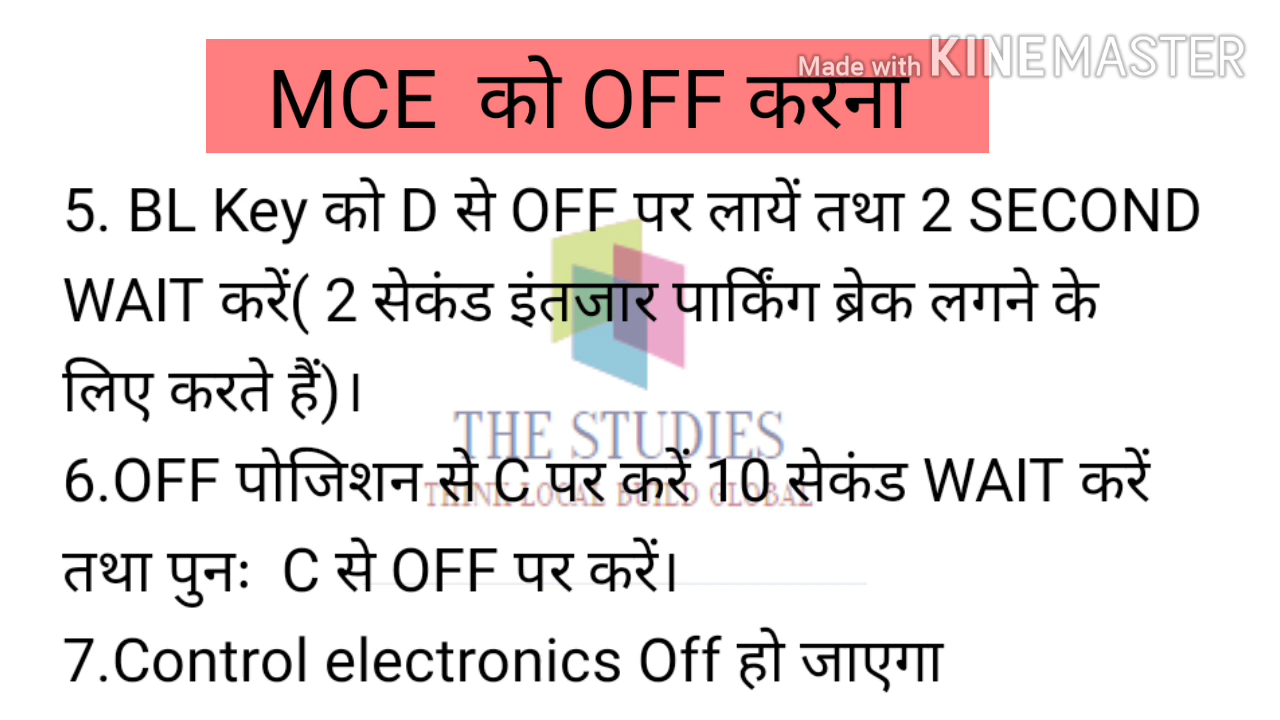 Made with KINEMASTER
MCE को OFF करना
5. BL Key को D से OFF पर लायें तथा 2 SECOND
WAIT करें( 2 सेकंड इंतजार पार्किंग ब्रेक लगने के
लिए करते हैं)।
THE STUDIES
6.OFF पोजिशन से C पर करें 10 सेकंड WAIT करें
THINK LOCAL BUILD GLOBAL
तथा पुनः C से OFF पर करें।
7.Control electronics Off हो जाएगा